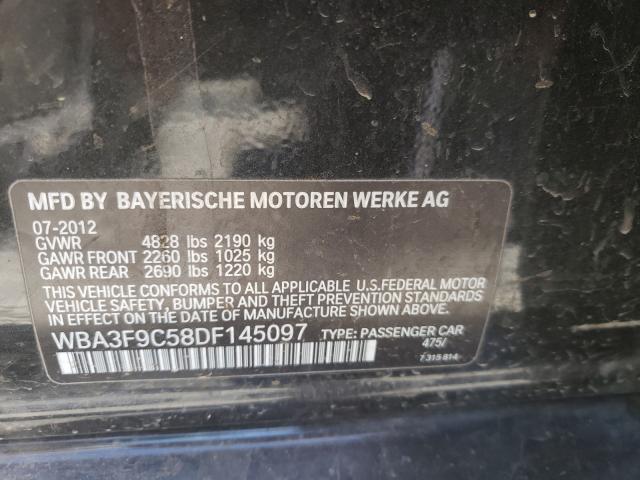 MFD BY BAYERISCHE MOTOREN WERKE AG
07-2012
GVWR 4828 lbs 2190 kg
GAWR FRONT 2260 lbs 1025 kg
GAWR REAR 2690 lbs 1220 kg
THIS VEHICLE CONFORMS TO ALL APPLICABLE U.S.FEDERAL MOTOR
VEHICLE SAFETY, BUMPER AND THEFT PREVENTION STANDARDS
IN EFFECT ON THE DATE OF MANUFACTURE SHOWN ABOVE.
WBA3F9C58DF145097 TYPE: PASSENGER CAR
475/
7 315 814